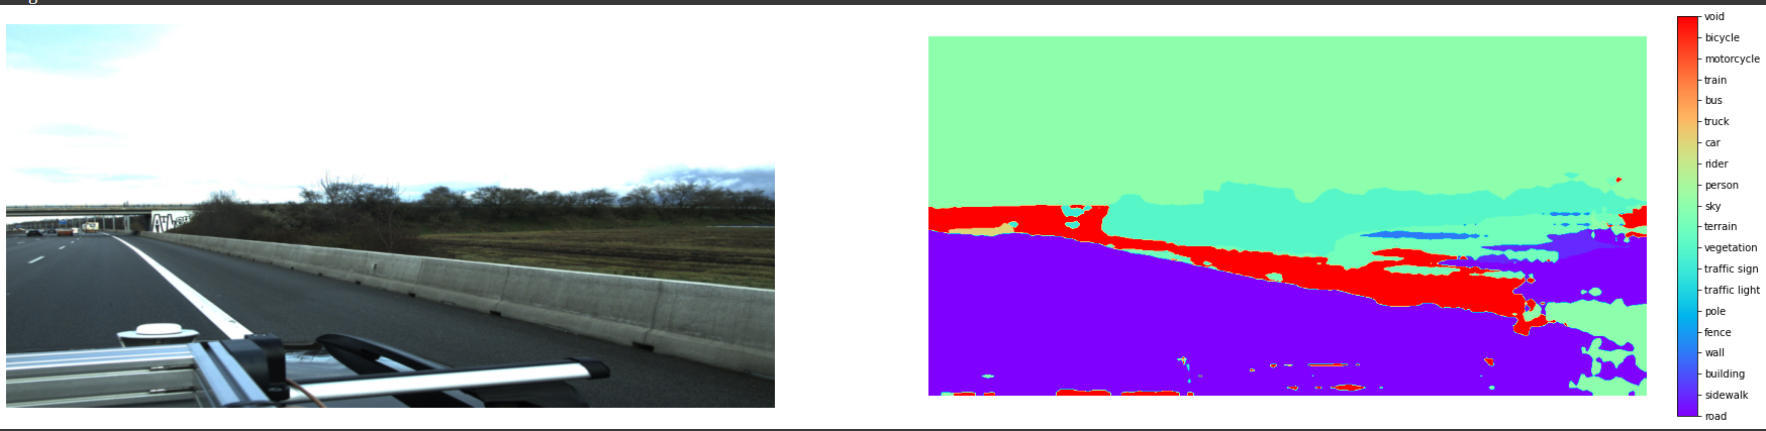 void
bicycle
motorcycle
train
bus
truck
car
rider
person
sky
terrain
vegetation
traffic sign
traffic light
pole
fence
wall
building
sidewalk
road